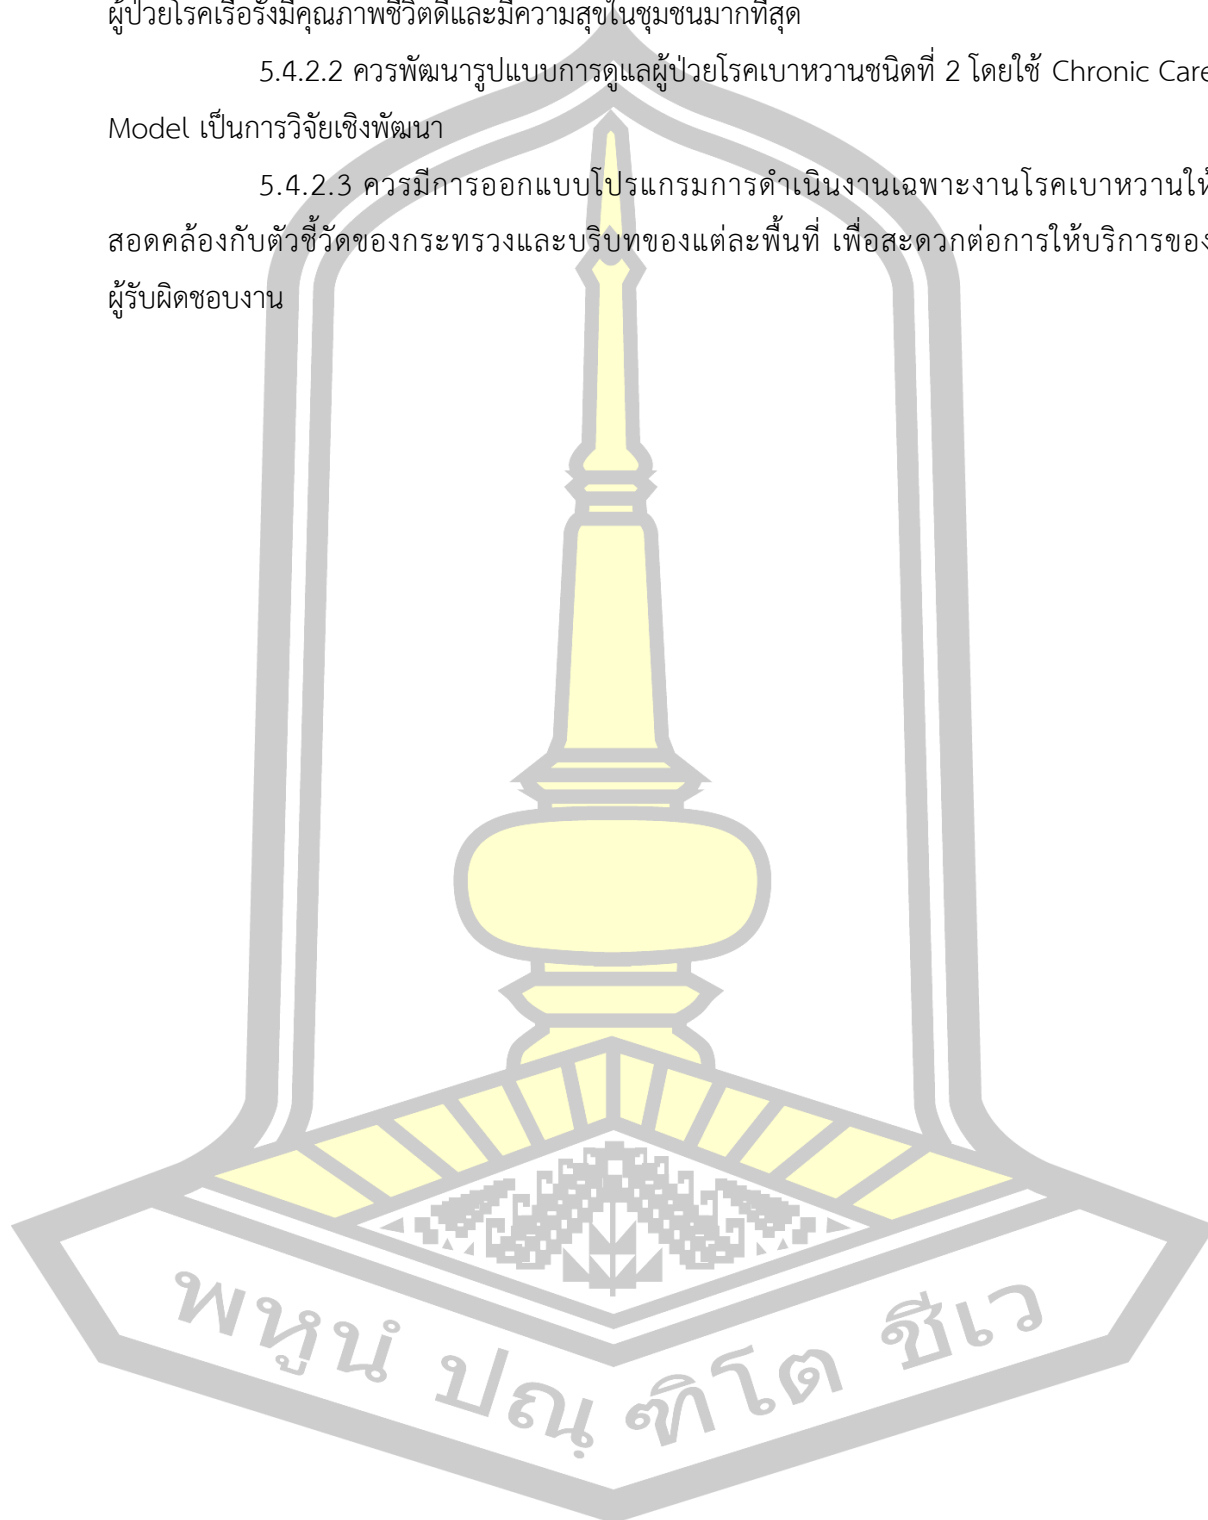 ผู้ป่วยโรคเรื้อรังมีคุณภาพชีวิตดีและมีความสุขในชุมชนมากที่สุด
5.4.2.2 ควรพัฒนารูปแบบการดูแลผู้ป่วยโรคเบาหวานชนิดที่ 2 โดยใช้ Chronic Care
Model เป็นการวิจัยเชิงพัฒนา
5.4.2.3 ควรมีการออกแบบโปรแกรมการดำเนินงานเฉพาะงานโรคเบาหวานให้
สอดคล้องกับตัวชี้วัดของกระทรวงและบริบทของแต่ละพื้นที่ เพื่อสะดวกต่อการให้บริการของ
ผู้รับผิดชอบงาน
พหูนํ ปณฺ ฑิโต ชีเว